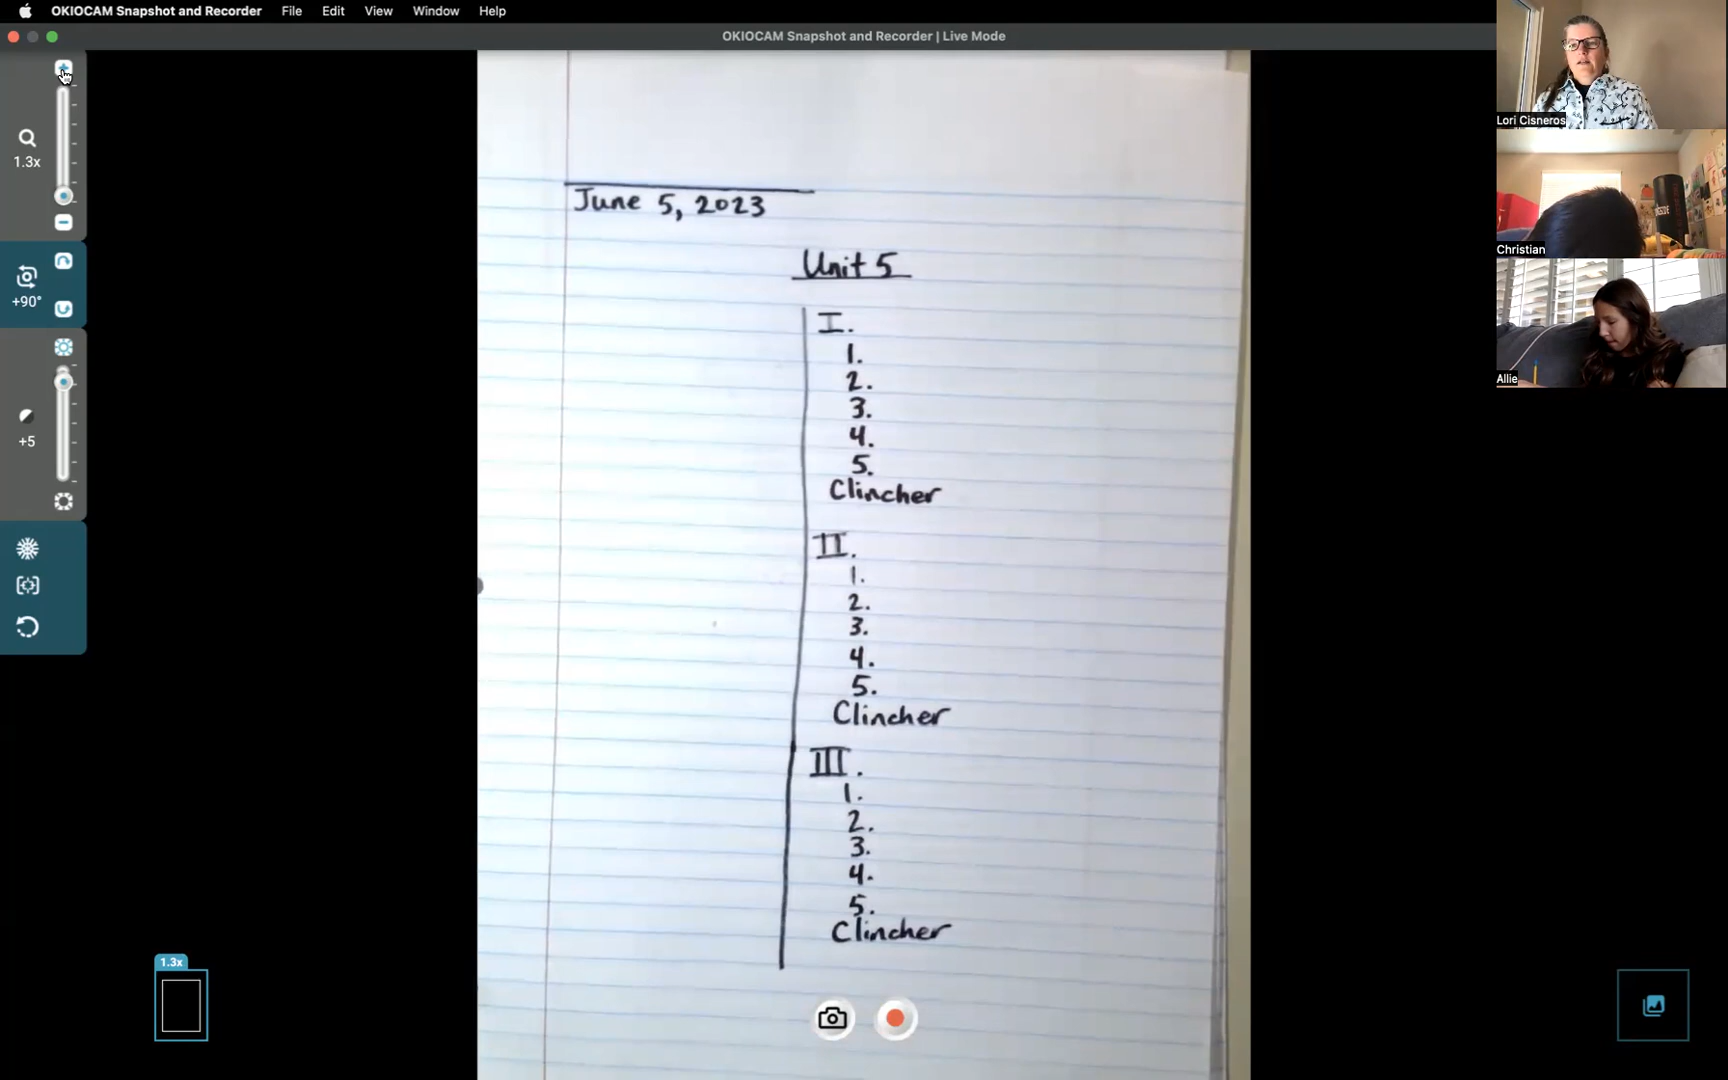 OKIOCAM Snapshot and Recorder File Edit View Window Help
OKIOCAM Snapshot and Recorder | Live Mode
1.3x
+90°
+5
June 5, 2023
Unit 5
I.
1.
2.
3.
4.
5.
Clincher
II.
1.
2.
3.
4.
5.
Clincher
III.
1.
2.
3.
4.
5.
Clincher
1.3x
Lori Cisneros
Christian
Allie